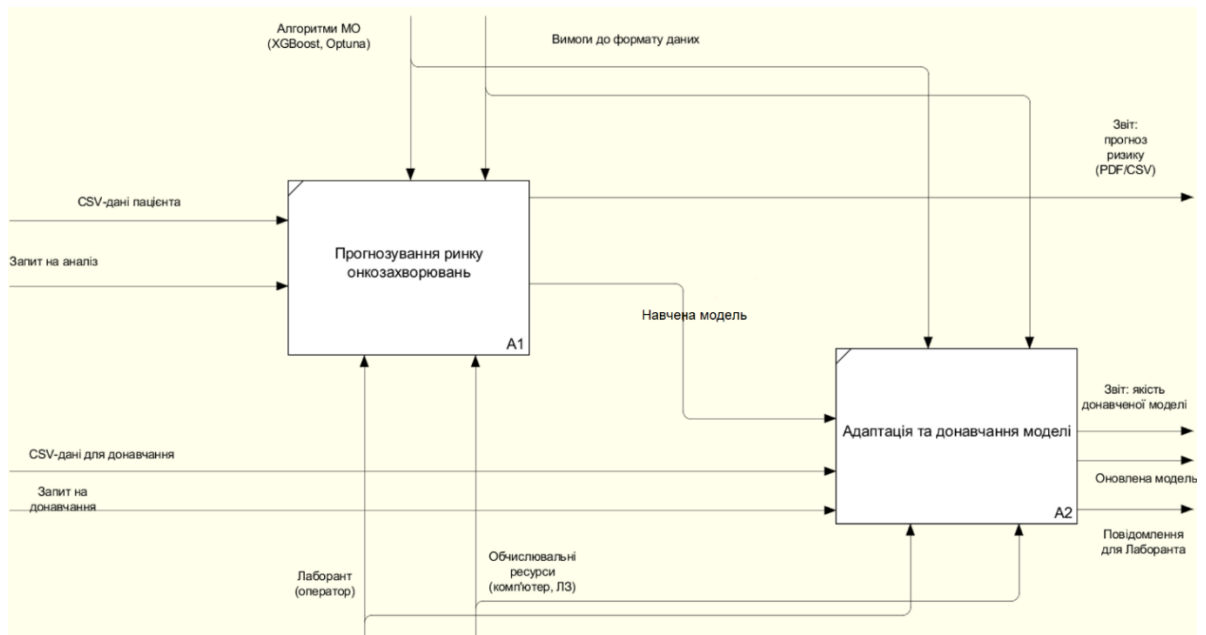 Алгоритми МО
(XGBoost, Optuna)
Вимоги до формату даних
Звіт:
прогноз
ризику
(PDF/CSV)
CSV-дані пацієнта
Запит на аналіз
Прогнозування ринку
онкозахворювань
A1
Навчена модель
Звіт: якість
донавченої моделі
Адаптація та донавчання моделі
CSV-дані для донавчання
Оновлена модель
Запит на
донавчання
A2
Повідомлення
для Лаборанта
Обчислювальні
ресурси
(комп'ютер, ЛЗ)
Лаборант
(оператор)